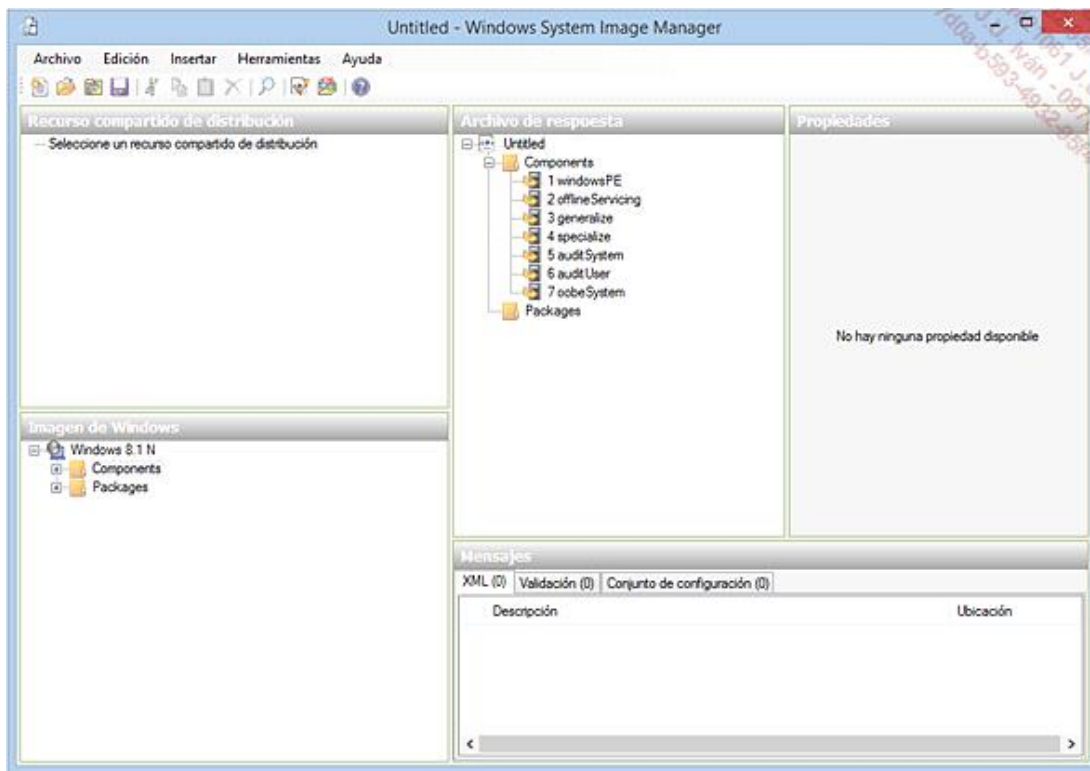 Untitled - Windows System Image Manager
Archivo Edición Insertar Herramientas Ayuda
Recurso compartido de distribución
Seleccione un recurso compartido de distribución
Archivo de respuesta
Untitled
Components
1 windowsPE
2 offlineServicing
3 generalize
4 specialize
5 auditSystem
6 auditUser
7 oobeSystem
Packages
Propiedades
No hay ninguna propiedad disponible
Imagen de Windows
Windows 8.1 N
Components
Packages
Mensajes
XML (0) Validación (0) Conjunto de configuración (0)
Descripción Ubicación